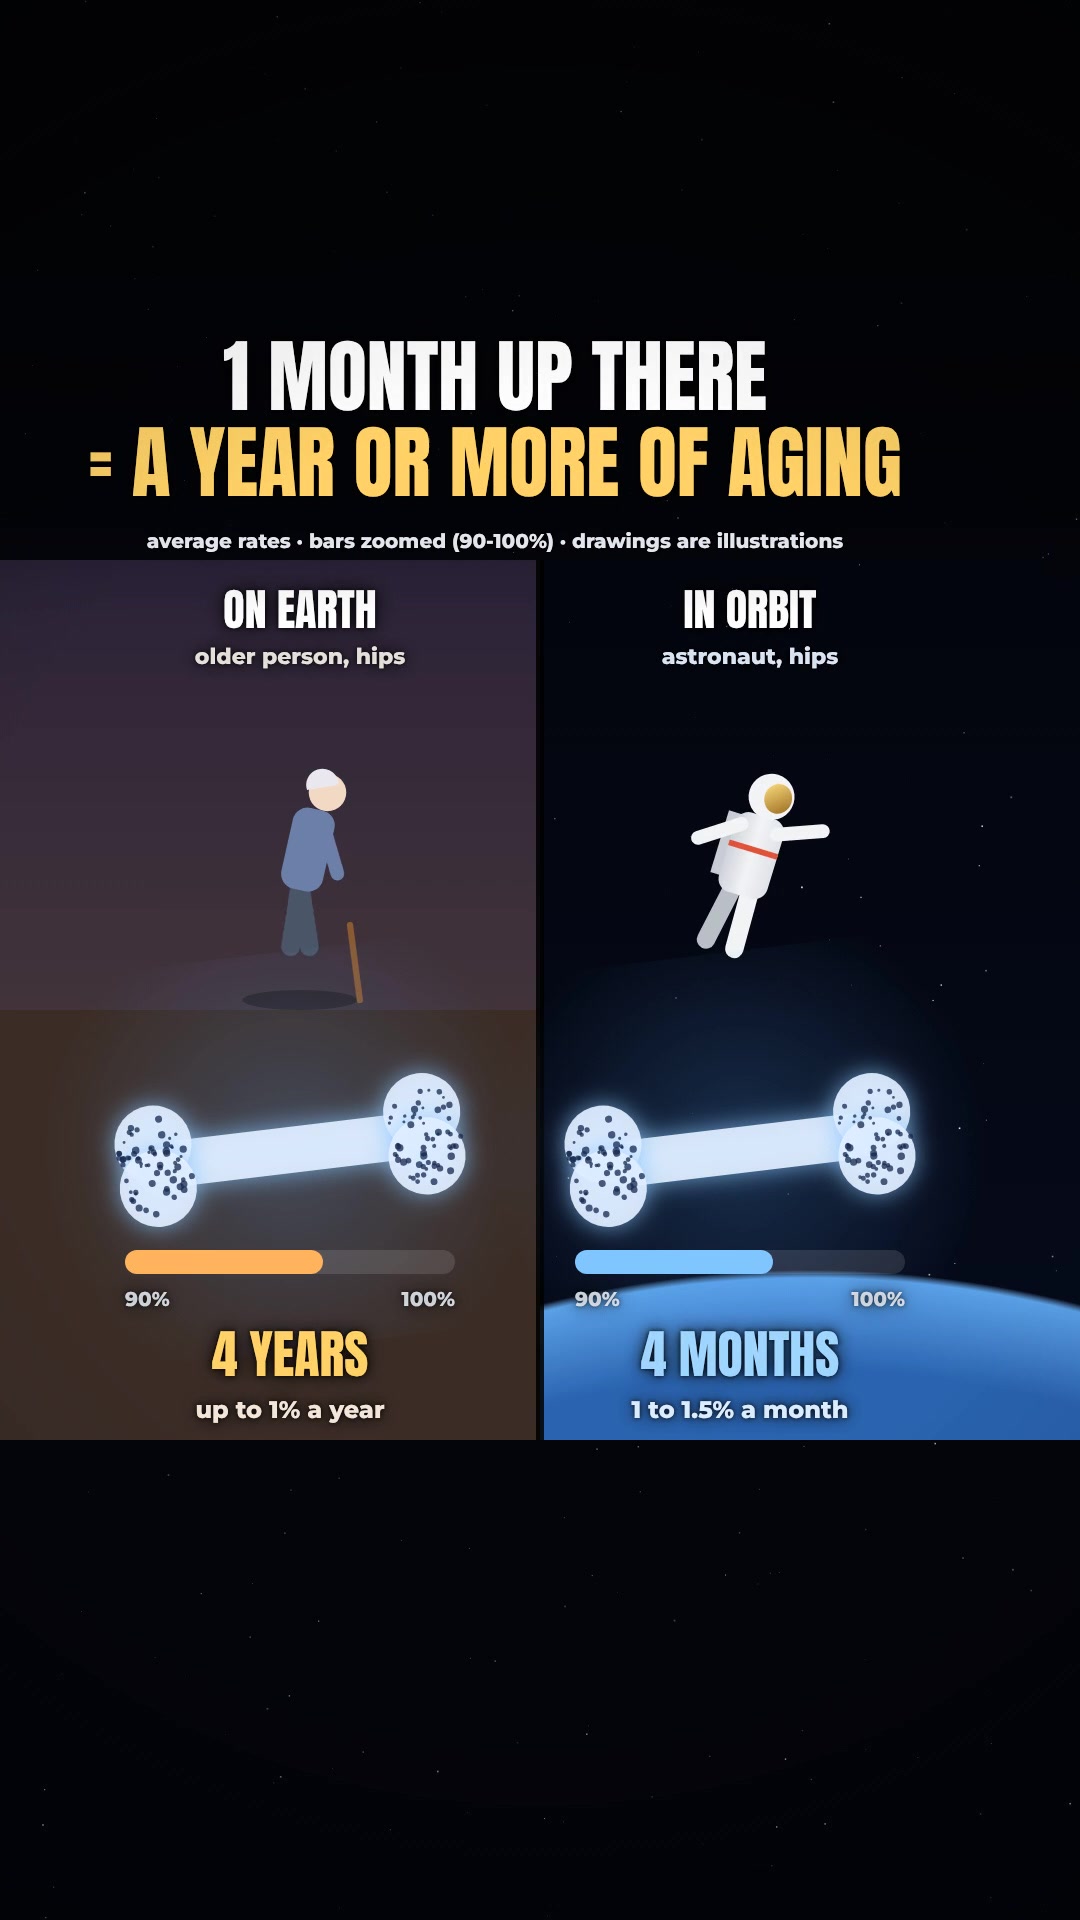 1 MONTH UP THERE
= A YEAR OR MORE OF AGING
average rates · bars zoomed (90-100%) · drawings are illustrations
ON EARTH
older person, hips
IN ORBIT
astronaut, hips
90%
100%
90%
100%
4 YEARS
up to 1% a year
4 MONTHS
1 to 1.5% a month